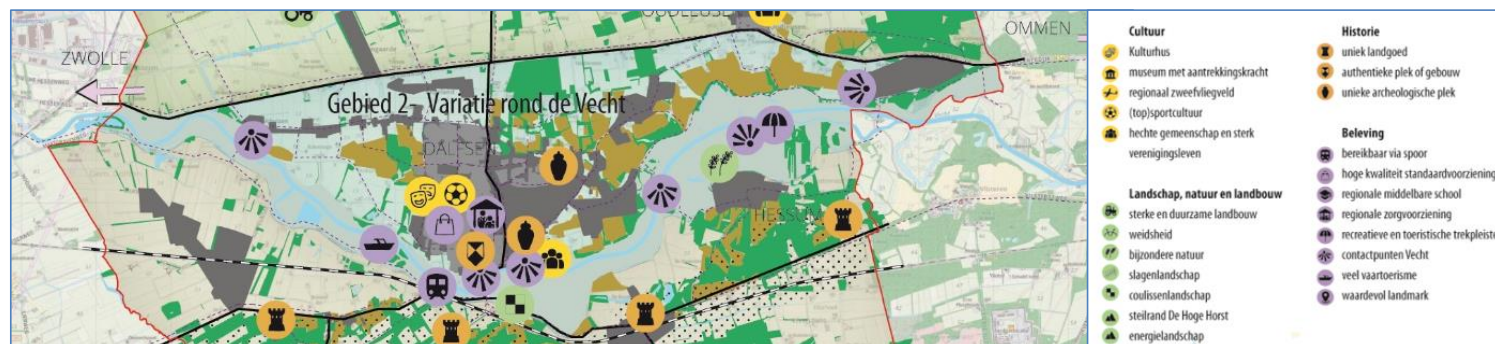 OMMEN
ZWOLLE
Gebied 2 - Variatie rond de Vecht
HESSUM
Cultuur
Kulturhus
museum met aantrekkingskracht
regionaal zweefvliegveld
(top)sportcultuur
hechte gemeenschap en sterk
verenigingsleven
Landschap, natuur en landbouw
sterke en duurzame landbouw
weidsheid
bijzondere natuur
slagenlandschap
coulissenlandschap
steilrand De Hoge Horst
energielandschap
Historie
uniek landgoed
authentieke plek of gebouw
unieke archeologische plek
Beleving
bereikbaar via spoor
hoge kwaliteit standaardvoorziening
regionale middelbare school
regionale zorgvoorziening
recreatieve en toeristische trekpleiste
contactpunten Vecht
veel vaartoerisme
waardevol landmark